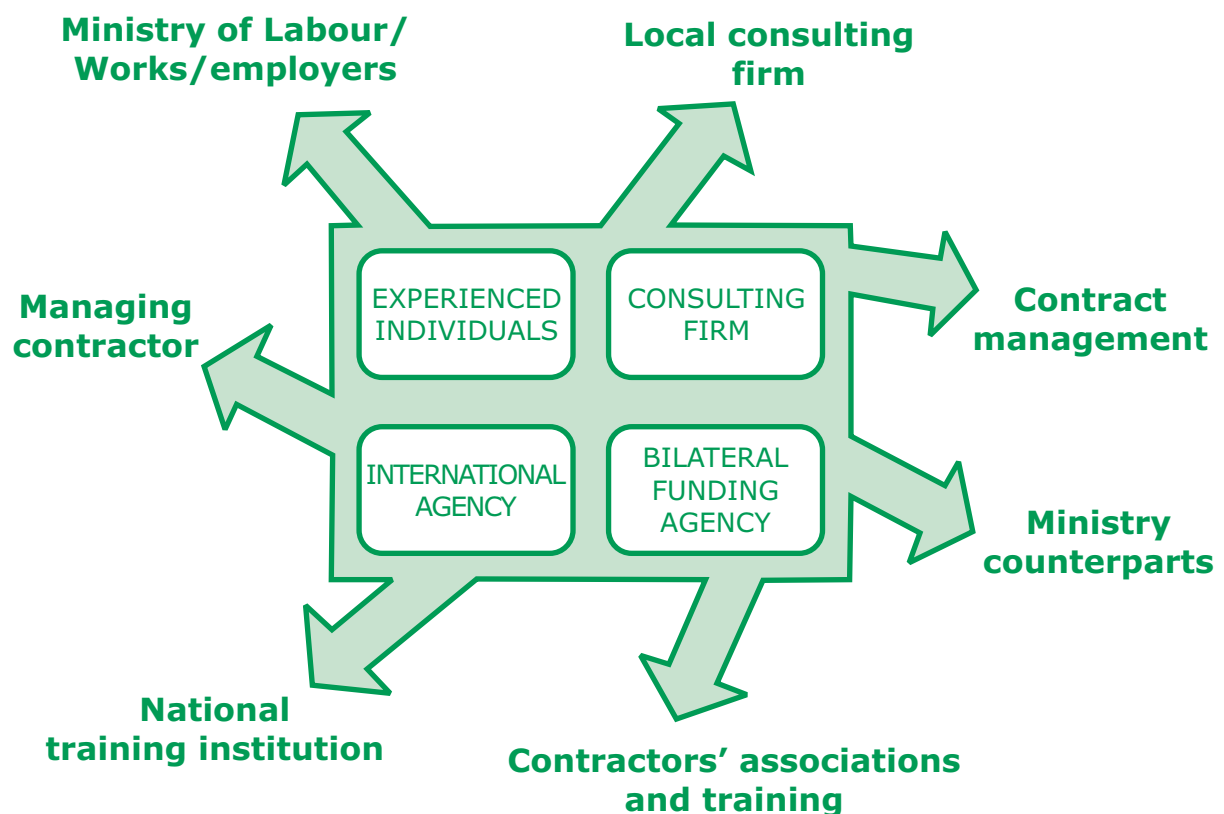 Ministry of Labour/
Works/employers
Local consulting
firm
EXPERIENCED
INDIVIDUALS
CONSULTING
FIRM
Managing
contractor
Contract
management
INTERNATIONAL
AGENCY
BILATERAL
FUNDING
AGENCY
Ministry
counterparts
National
training institution
Contractors’ associations
and training